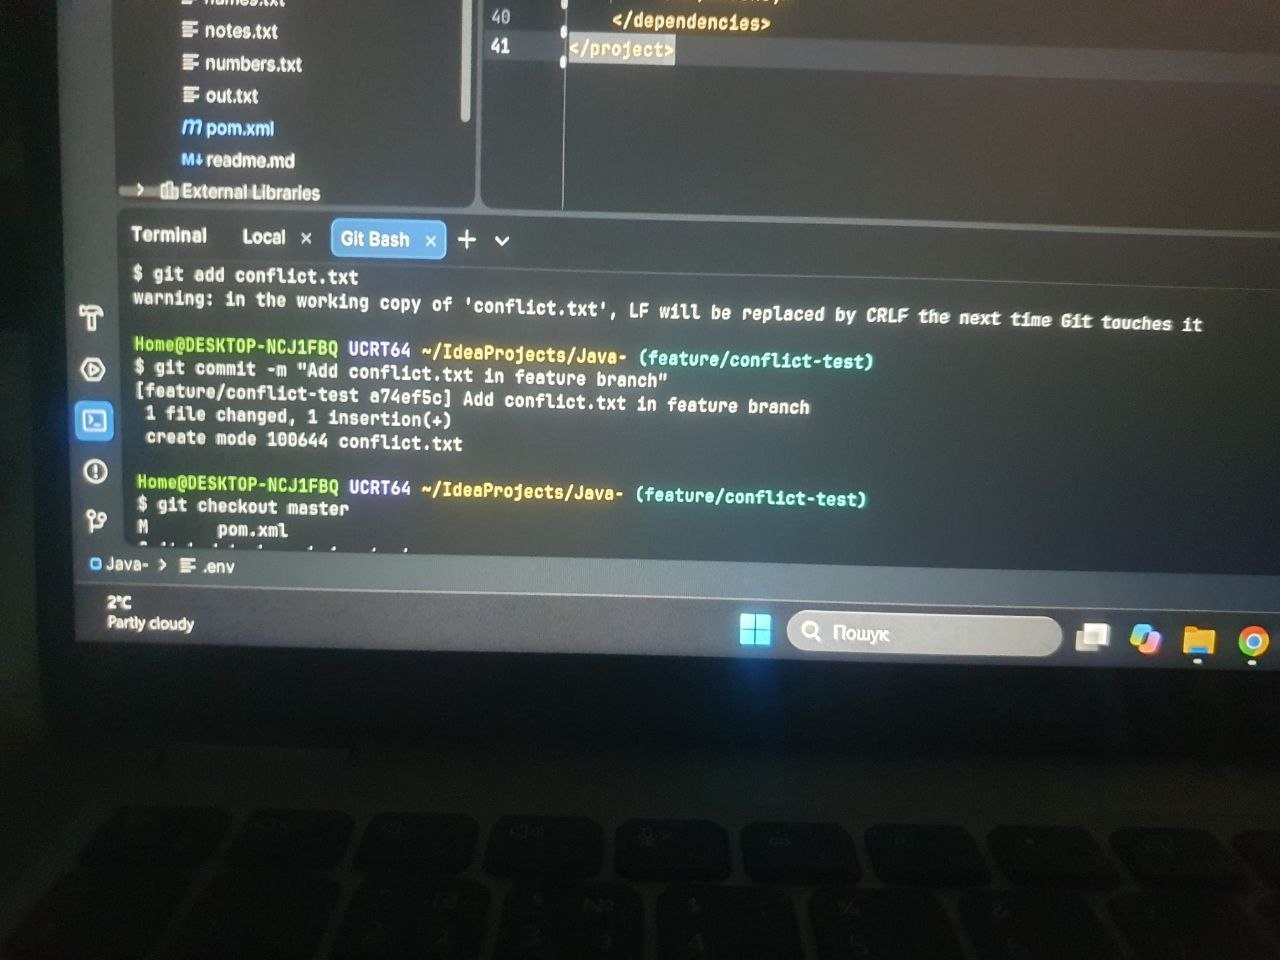 notes.txt
numbers.txt
out.txt
pom.xml
M↓ readme.md
External Libraries
40 </dependencies>
41 </project>
Terminal Local × Git Bash × +
$ git add conflict.txt
warning: in the working copy of 'conflict.txt', LF will be replaced by CRLF the next time Git touches it
Home@DESKTOP-NCJ1FBQ UCRT64 ~/IdeaProjects/Java- (feature/conflict-test)
$ git commit -m "Add conflict.txt in feature branch"
[feature/conflict-test a74ef5c] Add conflict.txt in feature branch
1 file changed, 1 insertion(+)
create mode 100644 conflict.txt
Home@DESKTOP-NCJ1FBQ UCRT64 ~/IdeaProjects/Java- (feature/conflict-test)
$ git checkout master
M pom.xml
Java- > .env
2°C
Partly cloudy
Пошук